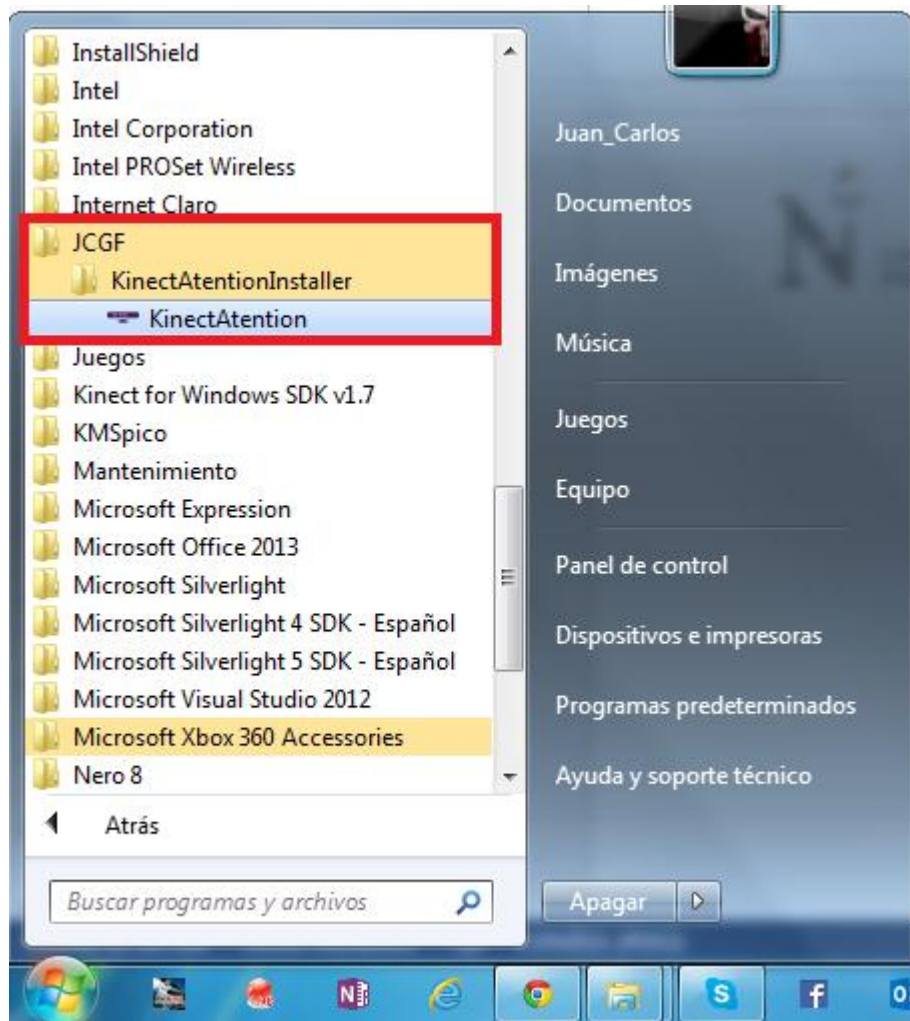 InstallShield
Intel
Intel Corporation
Intel PROSet Wireless
Internet Claro
JCGF
KinectAtentionInstaller
KinectAtention
Juegos
Kinect for Windows SDK v1.7
KMSpico
Mantenimiento
Microsoft Expression
Microsoft Office 2013
Microsoft Silverlight
Microsoft Silverlight 4 SDK - Español
Microsoft Silverlight 5 SDK - Español
Microsoft Visual Studio 2012
Microsoft Xbox 360 Accessories
Nero 8
Atrás
Buscar programas y archivos
Juan_Carlos
Documentos
Imágenes
Música
Juegos
Equipo
Panel de control
Dispositivos e impresoras
Programas predeterminados
Ayuda y soporte técnico
Apagar